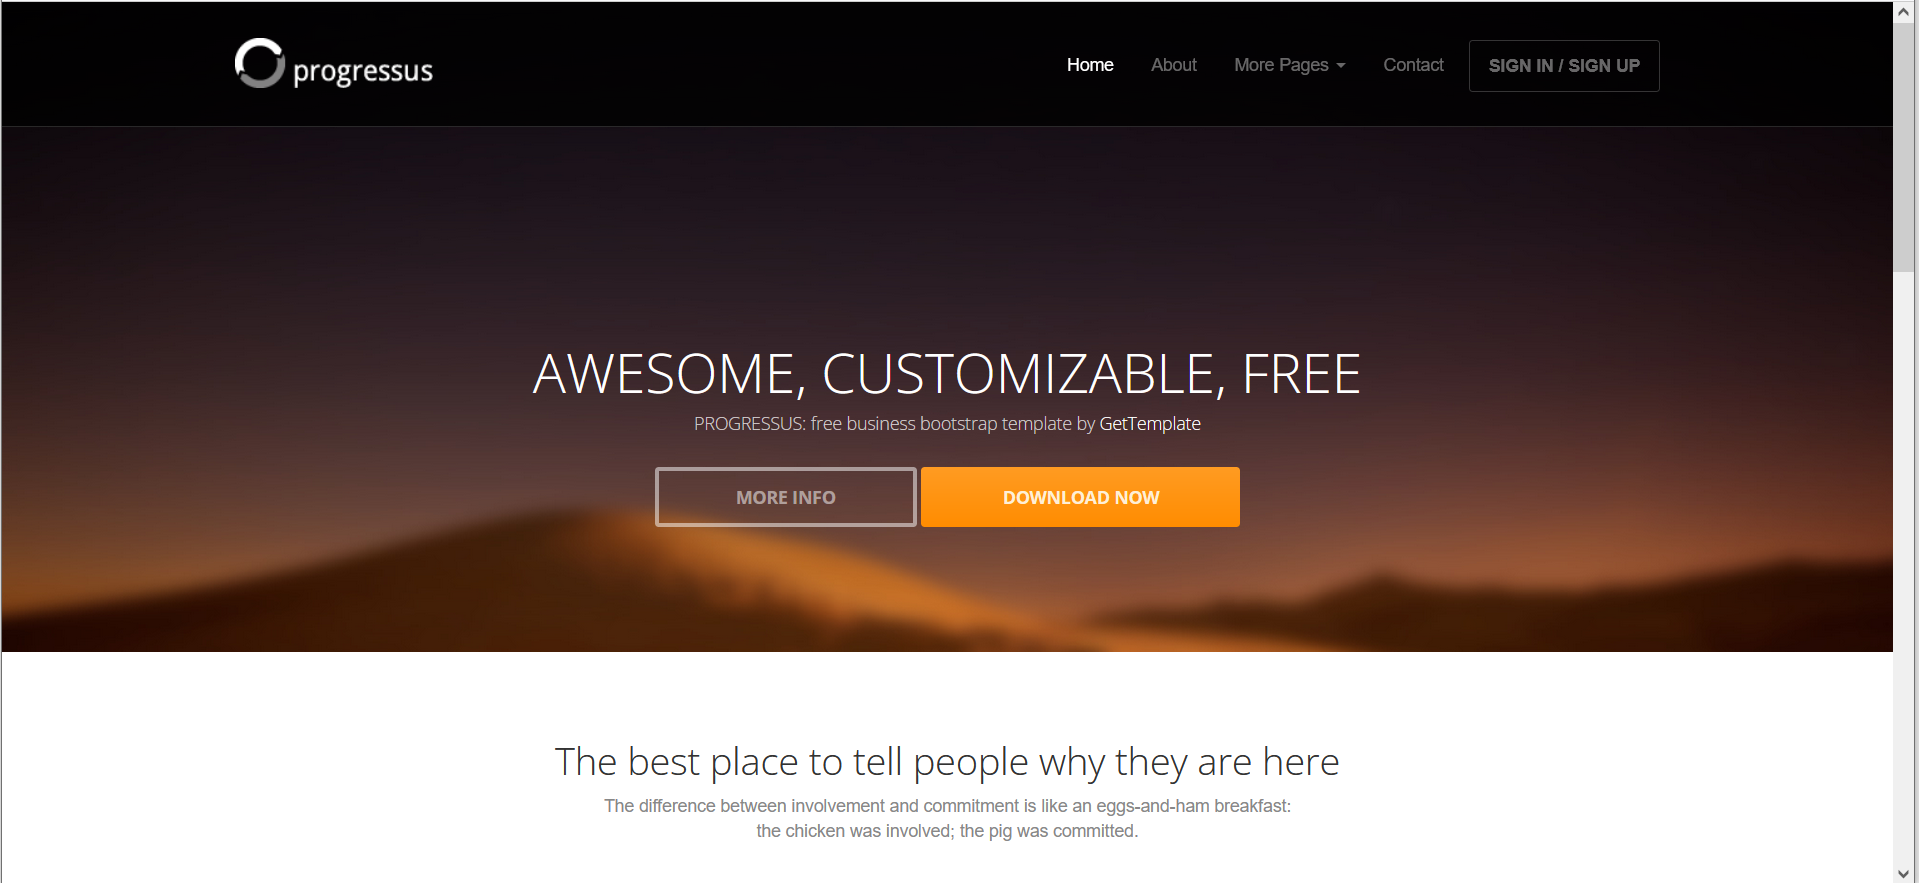 progressus
Home About More Pages Contact SIGN IN / SIGN UP
AWESOME, CUSTOMIZABLE, FREE
PROGRESSUS: free business bootstrap template by GetTemplate
MORE INFO DOWNLOAD NOW
The best place to tell people why they are here
The difference between involvement and commitment is like an eggs-and-ham breakfast:
the chicken was involved; the pig was committed.